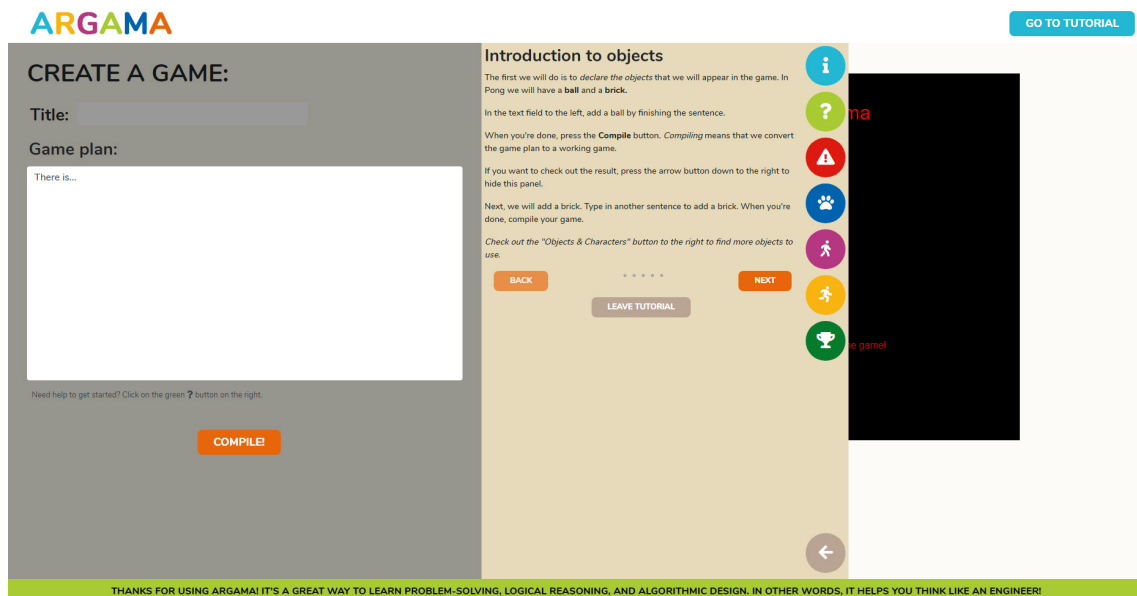 ARGAMA
GO TO TUTORIAL
CREATE A GAME:
Title:
Game plan:
There is...
Need help to get started? Click on the green ? button on the right.
COMPILE!
Introduction to objects
The first we will do is to declare the objects that we will appear in the game. In
Pong we will have a ball and a brick.
In the text field to the left, add a ball by finishing the sentence.
When you're done, press the Compile button. Compiling means that we convert
the game plan to a working game.
If you want to check out the result, press the arrow button down to the right to
hide this panel.
Next, we will add a brick. Type in another sentence to add a brick. When you're
done, compile your game.
Check out the "Objects & Characters" button to the right to find more objects to
use.
BACK
NEXT
LEAVE TUTORIAL
ma
e game!
THANKS FOR USING ARGAMA! IT'S A GREAT WAY TO LEARN PROBLEM-SOLVING, LOGICAL REASONING, AND ALGORITHMIC DESIGN. IN OTHER WORDS, IT HELPS YOU THINK LIKE AN ENGINEER!